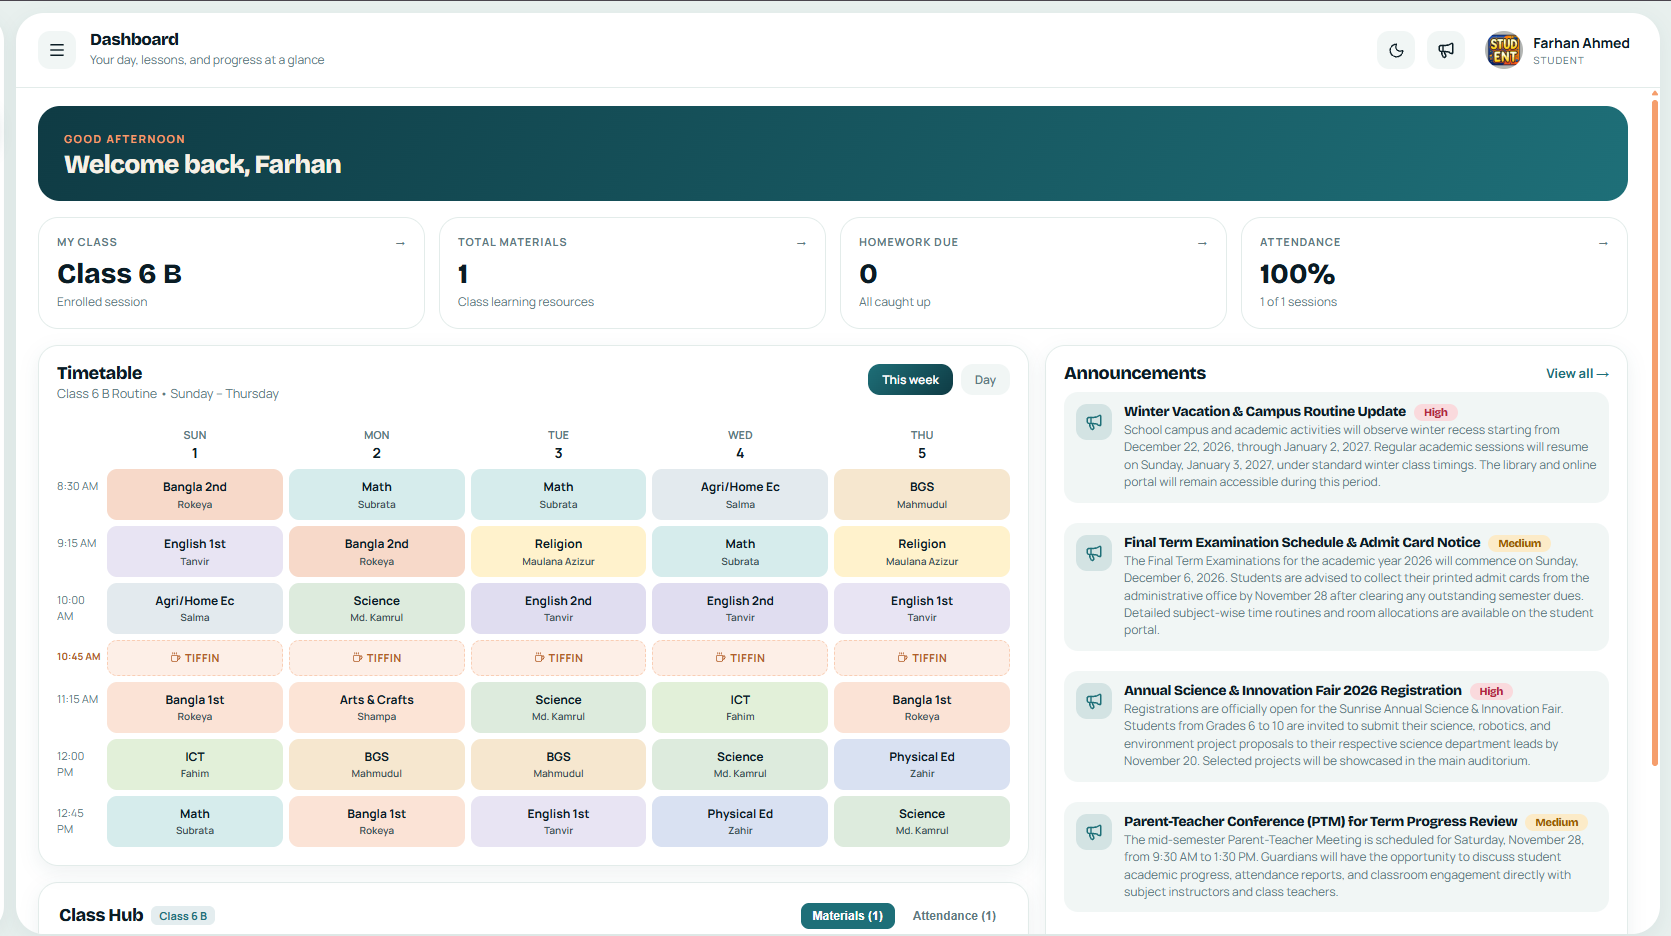 Dashboard
Your day, lessons, and progress at a glance
STUDENT
Farhan Ahmed
STUDENT
GOOD AFTERNOON
Welcome back, Farhan
MY CLASS →
Class 6 B
Enrolled session
TOTAL MATERIALS →
1
Class learning resources
HOMEWORK DUE →
0
All caught up
ATTENDANCE →
100%
1 of 1 sessions
Timetable
Class 6 B Routine • Sunday – Thursday
This week Day
SUN MON TUE WED THU
1 2 3 4 5
8:30 AM
Bangla 2nd Math Math Agri/Home Ec BGS
Rokeya Subrata Subrata Salma Mahmudul
9:15 AM
English 1st Bangla 2nd Religion Math Religion
Tanvir Rokeya Maulana Azizur Subrata Maulana Azizur
10:00 AM
Agri/Home Ec Science English 2nd English 2nd English 1st
Salma Md. Kamrul Tanvir Tanvir Tanvir
10:45 AM TIFFIN TIFFIN TIFFIN TIFFIN TIFFIN
11:15 AM
Bangla 1st Arts & Crafts Science ICT Bangla 1st
Rokeya Shampa Md. Kamrul Fahim Rokeya
12:00 PM
ICT BGS BGS Science Physical Ed
Fahim Mahmudul Mahmudul Md. Kamrul Zahir
12:45 PM
Math Bangla 1st English 1st Physical Ed Science
Subrata Rokeya Tanvir Zahir Md. Kamrul
Class Hub Class 6 B Materials (1) Attendance (1)
Announcements View all →
Winter Vacation & Campus Routine Update High
School campus and academic activities will observe winter recess starting from
December 22, 2026, through January 2, 2027. Regular academic sessions will resume
on Sunday, January 3, 2027, under standard winter class timings. The library and online
portal will remain accessible during this period.
Final Term Examination Schedule & Admit Card Notice Medium
The Final Term Examinations for the academic year 2026 will commence on Sunday,
December 6, 2026. Students are advised to collect their printed admit cards from the
administrative office by November 28 after clearing any outstanding semester dues.
Detailed subject-wise time routines and room allocations are available on the student
portal.
Annual Science & Innovation Fair 2026 Registration High
Registrations are officially open for the Sunrise Annual Science & Innovation Fair.
Students from Grades 6 to 10 are invited to submit their science, robotics, and
environment project proposals to their respective science department leads by
November 20. Selected projects will be showcased in the main auditorium.
Parent-Teacher Conference (PTM) for Term Progress Review Medium
The mid-semester Parent-Teacher Meeting is scheduled for Saturday, November 28,
from 9:30 AM to 1:30 PM. Guardians will have the opportunity to discuss student
academic progress, attendance reports, and classroom engagement directly with
subject instructors and class teachers.